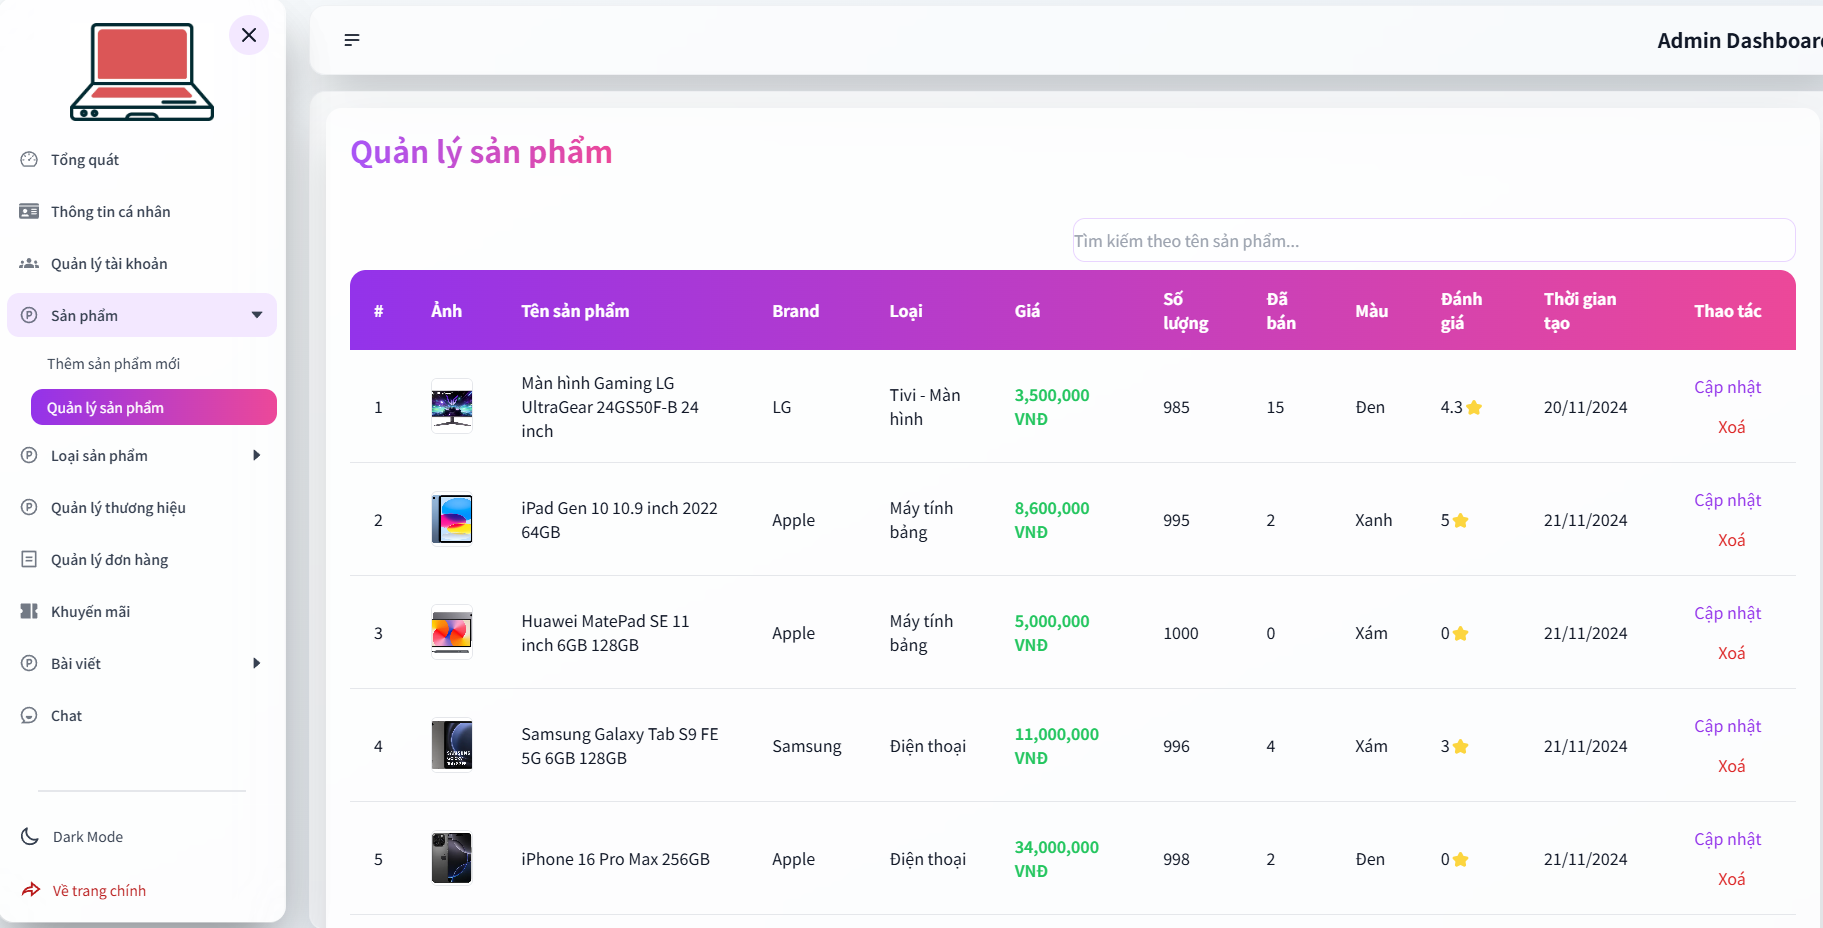 Admin Dashboar
Tổng quát
Thông tin cá nhân
Quản lý tài khoản
Sản phẩm
Thêm sản phẩm mới
Quản lý sản phẩm
Loại sản phẩm
Quản lý thương hiệu
Quản lý đơn hàng
Khuyến mãi
Bài viết
Chat
Dark Mode
Về trang chính
Quản lý sản phẩm
Tìm kiếm theo tên sản phẩm...
# Ảnh Tên sản phẩm Brand Loại Giá Số lượng Đã bán Màu Đánh giá Thời gian tạo Thao tác
1 Màn hình Gaming LG UltraGear 24GS50F-B 24 inch LG Tivi - Màn hình 3,500,000 VNĐ 985 15 Đen 4.3 20/11/2024 Cập nhật Xoá
2 iPad Gen 10 10.9 inch 2022 64GB Apple Máy tính bảng 8,600,000 VNĐ 995 2 Xanh 5 21/11/2024 Cập nhật Xoá
3 Huawei MatePad SE 11 inch 6GB 128GB Apple Máy tính bảng 5,000,000 VNĐ 1000 0 Xám 0 21/11/2024 Cập nhật Xoá
4 Samsung Galaxy Tab S9 FE 5G 6GB 128GB Samsung Điện thoại 11,000,000 VNĐ 996 4 Xám 3 21/11/2024 Cập nhật Xoá
5 iPhone 16 Pro Max 256GB Apple Điện thoại 34,000,000 VNĐ 998 2 Đen 0 21/11/2024 Cập nhật Xoá